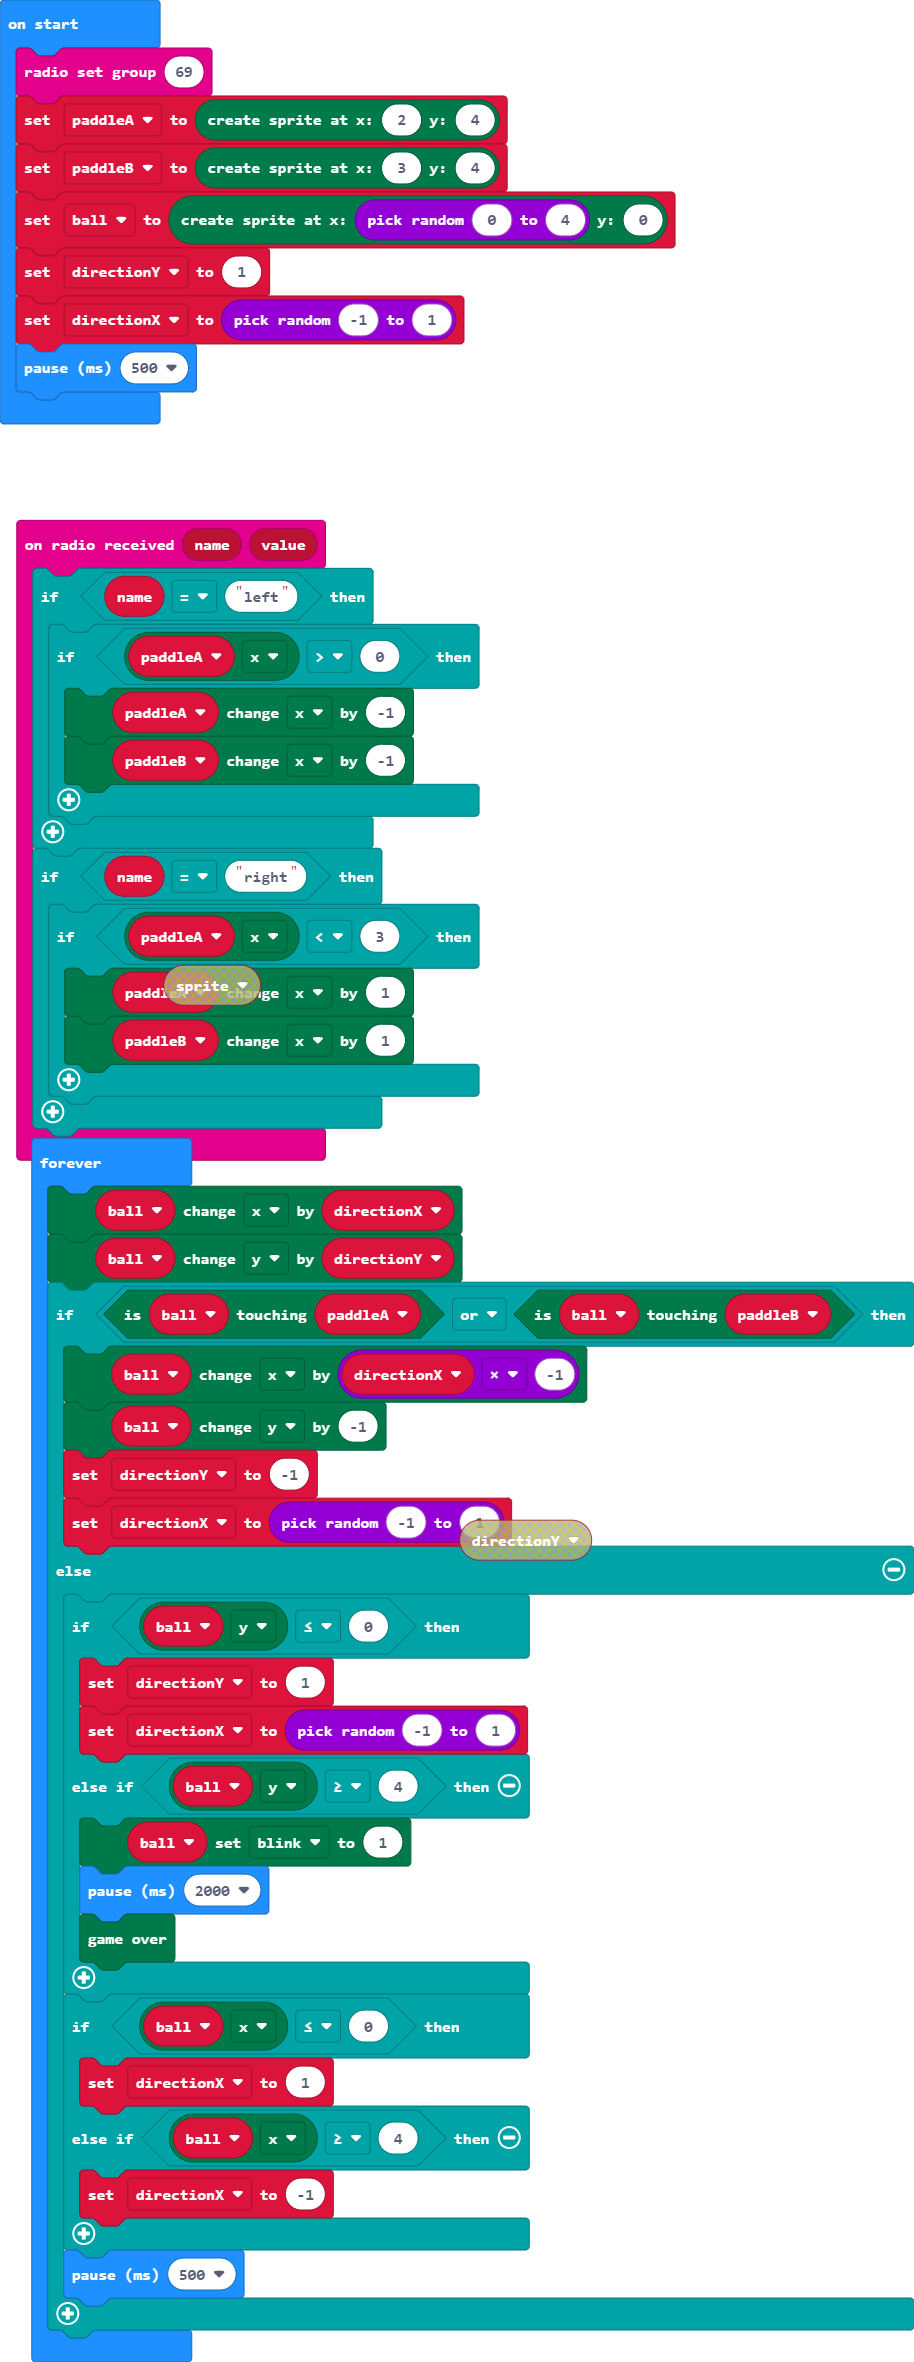 on start
radio set group 69
set paddleA to create sprite at x: 2 y: 4
set paddleB to create sprite at x: 3 y: 4
set ball to create sprite at x: pick random 0 to 4 y: 0
set directionY to 1
set directionX to pick random -1 to 1
pause (ms) 500
on radio received name value
if name = "left" then
if paddleA x > 0 then
paddleA change x by -1
paddleB change x by -1
if name = "right" then
if paddleA x < 3 then
sprite
change x by 1
paddleB change x by 1
forever
ball change x by directionX
ball change y by directionY
if is ball touching paddleA or is ball touching paddleB then
ball change x by directionX × -1
ball change y by -1
set directionY to -1
set directionX to pick random -1 to 1
directionY
else
if ball y ≤ 0 then
set directionY to 1
set directionX to pick random -1 to 1
else if ball y ≥ 4 then
ball set blink to 1
pause (ms) 2000
game over
if ball x ≤ 0 then
set directionX to 1
else if ball x ≥ 4 then
set directionX to -1
pause (ms) 500